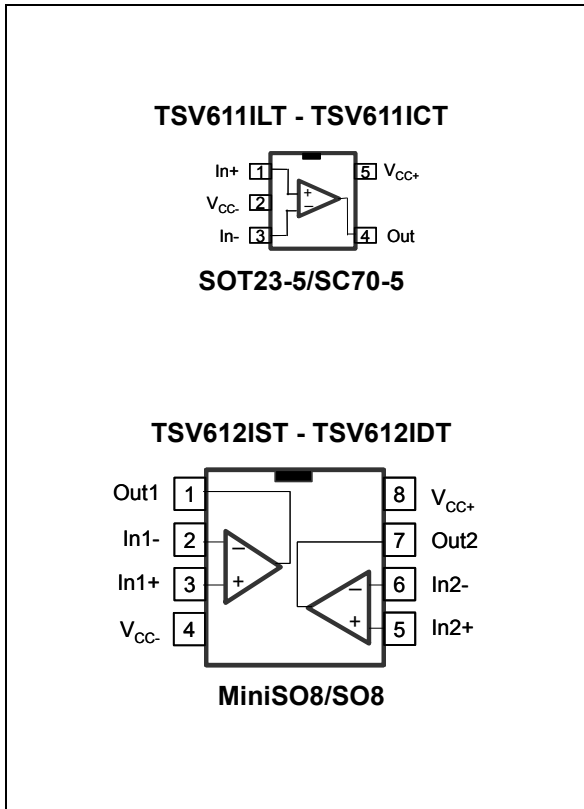 TSV611ILT - TSV611ICT
In+ 1 5 VCC+
+
VCC- 2
−
In- 3 4 Out
SOT23-5/SC70-5
TSV612IST - TSV612IDT
Out1 1 8 VCC+
In1- 2 − 7 Out2
In1+ 3 + − 6 In2-
VCC- 4 + 5 In2+
MiniSO8/SO8